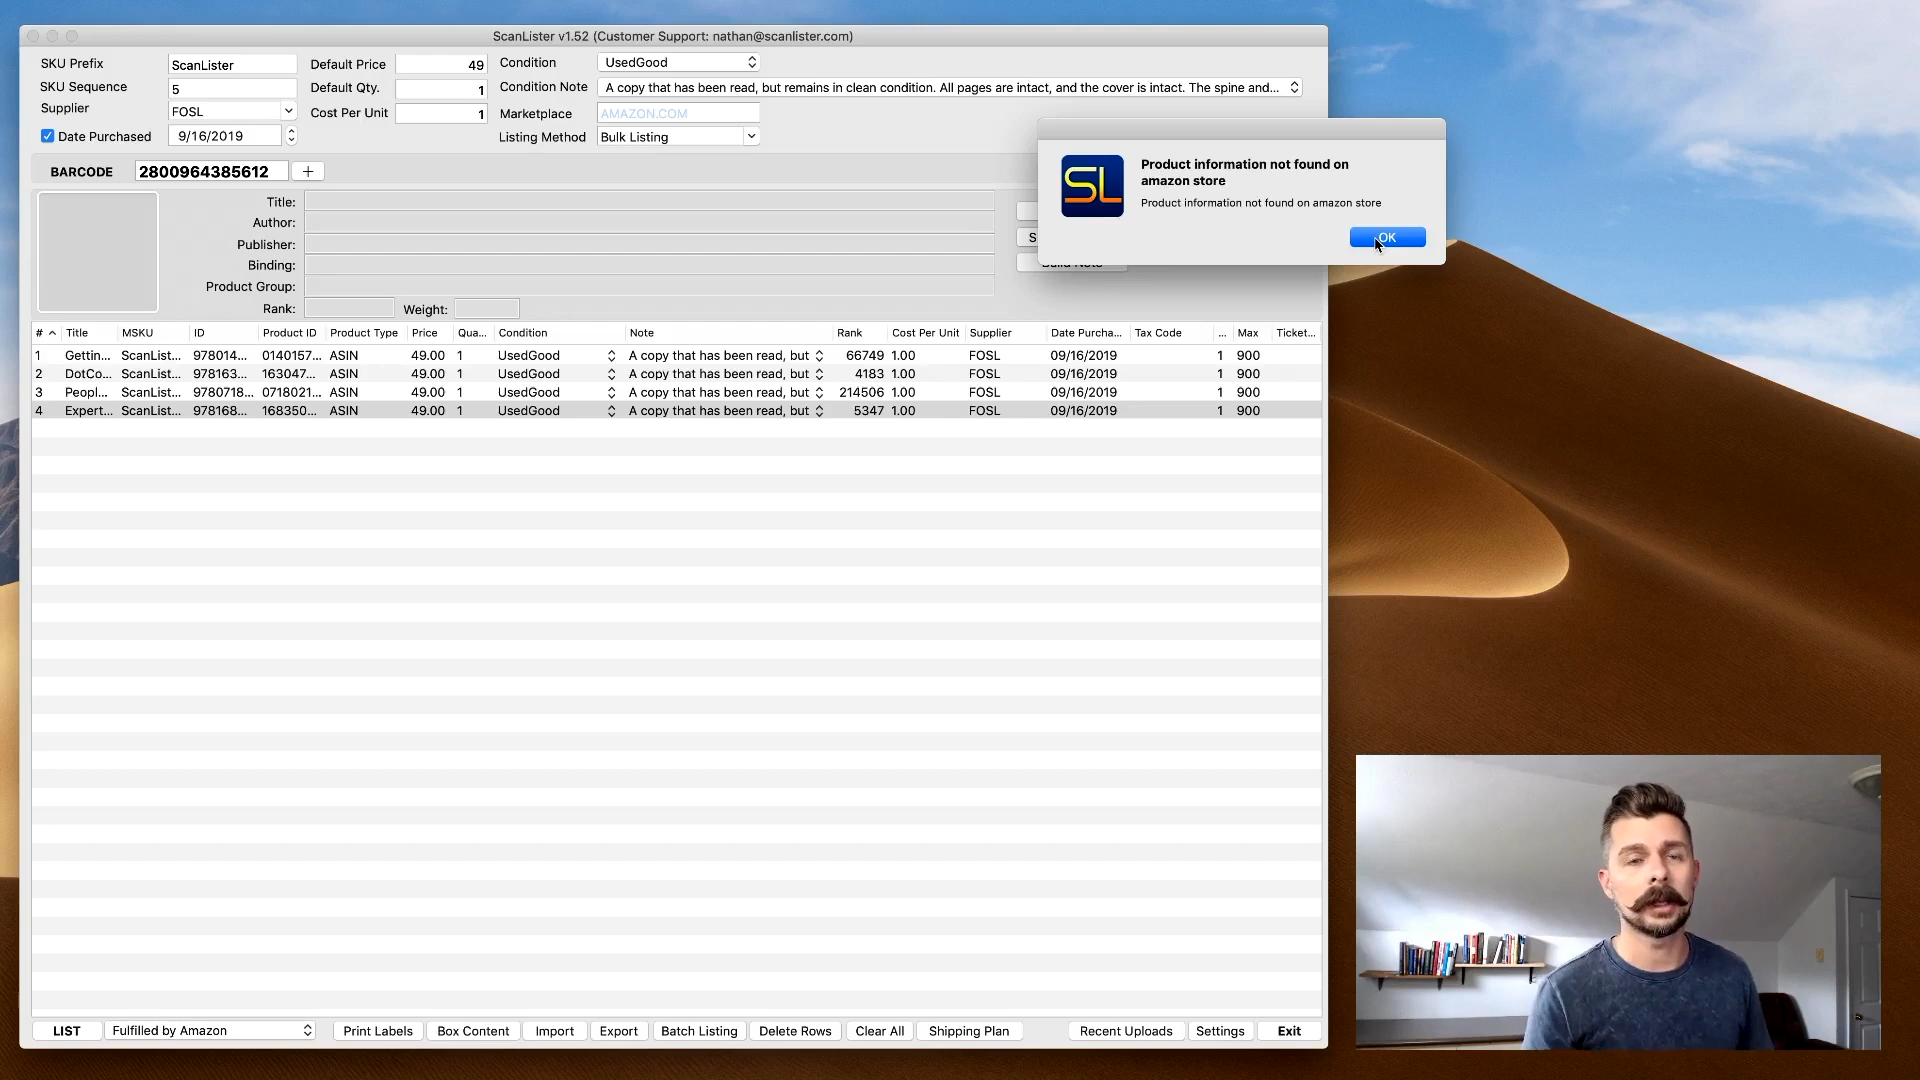 ScanLister v1.52 (Customer Support: nathan@scanlister.com)
SKU Prefix ScanLister Default Price 49 Condition UsedGood
SKU Sequence 5 Default Qty. 1 Condition Note A copy that has been read, but remains in clean condition. All pages are intact, and the cover is intact. The spine and...
Supplier FOSL Cost Per Unit 1 Marketplace AMAZON.COM
Date Purchased 9/16/2019 Listing Method Bulk Listing
BARCODE 2800964385612 +
Product information not found on
amazon store
Product information not found on amazon store
SL
OK
Title:
Author:
Publisher:
Binding:
Product Group:
Rank: Weight:
S
# Title MSKU ID Product ID Product Type Price Qua... Condition Note Rank Cost Per Unit Supplier Date Purcha... Tax Code ... Max Ticket...
1 Gettin... ScanList... 978014... 0140157... ASIN 49.00 1 UsedGood A copy that has been read, but 66749 1.00 FOSL 09/16/2019 1 900
2 DotCo... ScanList... 978163... 163047... ASIN 49.00 1 UsedGood A copy that has been read, but 4183 1.00 FOSL 09/16/2019 1 900
3 Peopl... ScanList... 9780718... 0718021... ASIN 49.00 1 UsedGood A copy that has been read, but 214506 1.00 FOSL 09/16/2019 1 900
4 Expert... ScanList... 978168... 168350... ASIN 49.00 1 UsedGood A copy that has been read, but 5347 1.00 FOSL 09/16/2019 1 900
LIST Fulfilled by Amazon Print Labels Box Content Import Export Batch Listing Delete Rows Clear All Shipping Plan Recent Uploads Settings Exit